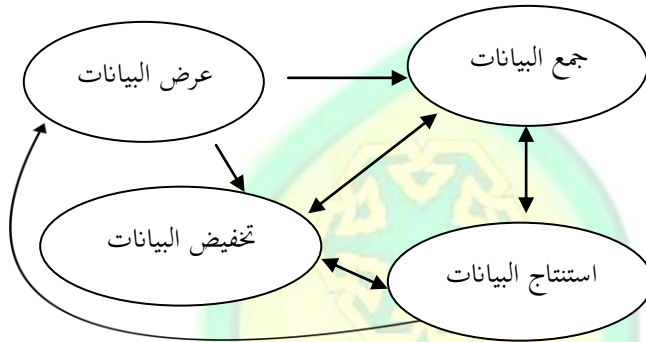 جمع البيانات
عرض البيانات
تخفيض البيانات
استنتاج البيانات